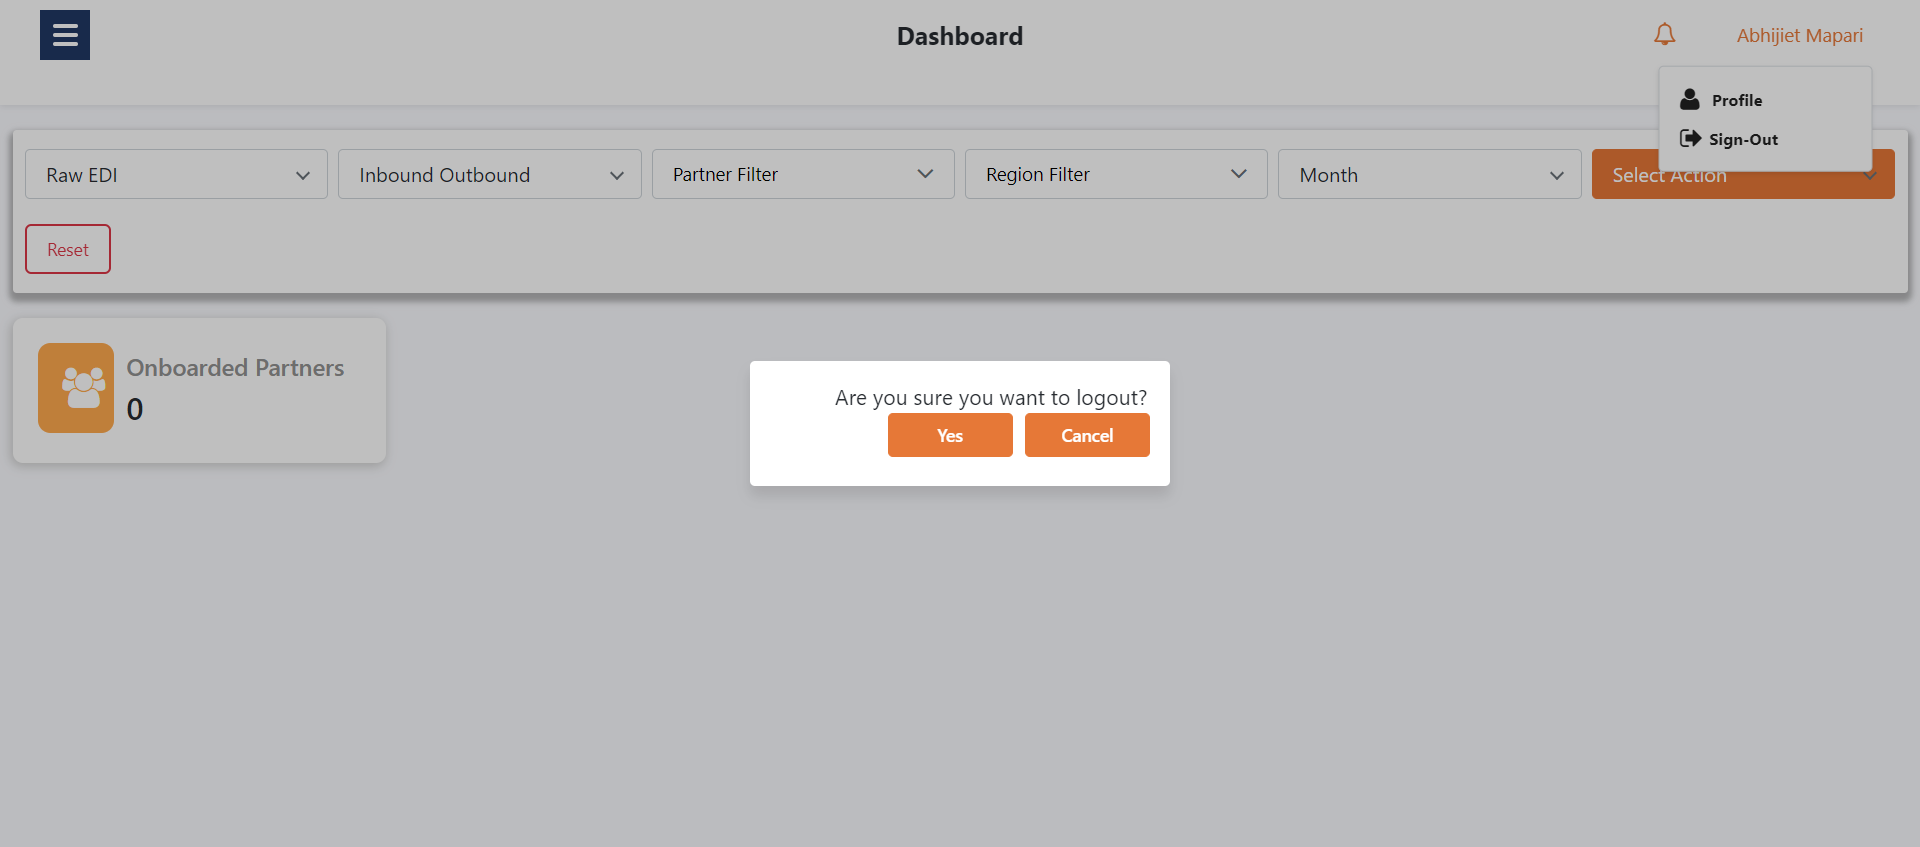 Dashboard
Abhijiet Mapari
Profile
Sign-Out
Raw EDI
Inbound Outbound
Partner Filter
Region Filter
Month
Select Action
Reset
Onboarded Partners
0
Are you sure you want to logout?
Yes
Cancel